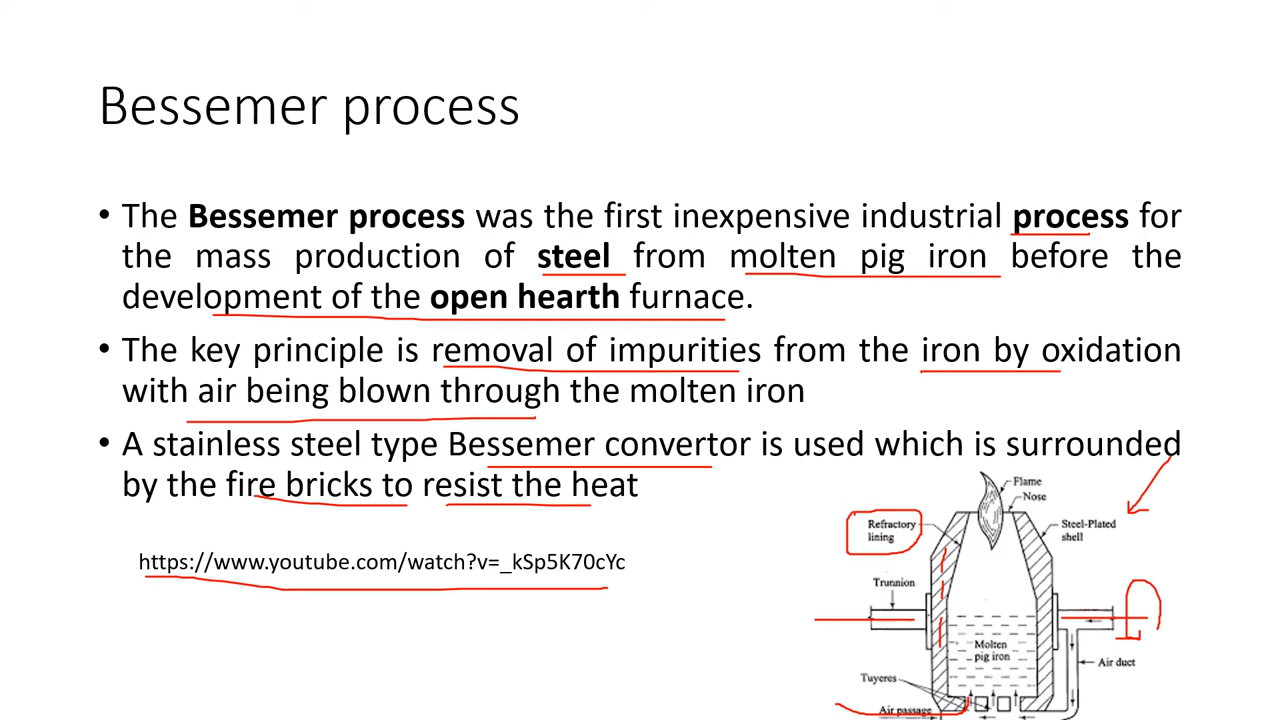 Bessemer process
• The Bessemer process was the first inexpensive industrial process for
the mass production of steel from molten pig iron before the
development of the open hearth furnace.
• The key principle is removal of impurities from the iron by oxidation
with air being blown through the molten iron
• A stainless steel type Bessemer convertor is used which is surrounded
by the fire bricks to resist the heat
https://www.youtube.com/watch?v=_kSp5K70cYc
Flame
Nose
Refractory
lining
Steel-Plated
shell
Trunnion
Molten
pig iron
Air duct
Tuyeres
Air passage